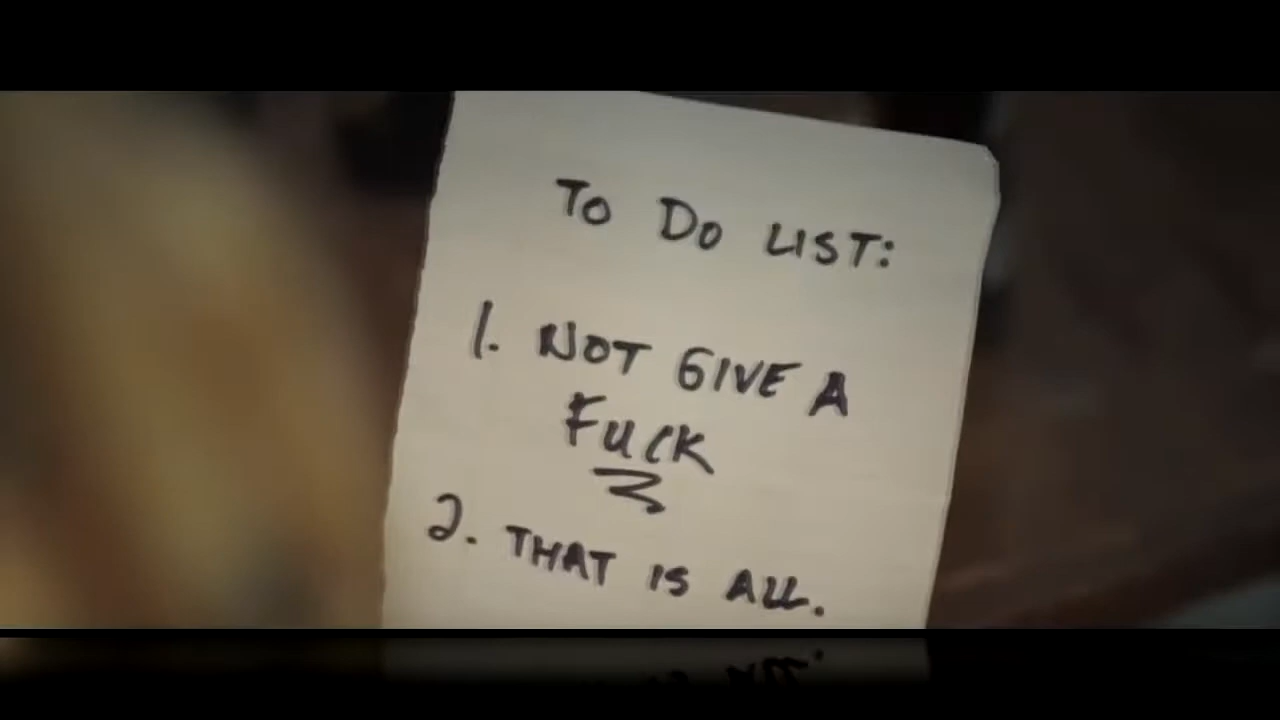 To Do LIST:
1. NOT GIVE A
FUCK
2. THAT IS ALL.